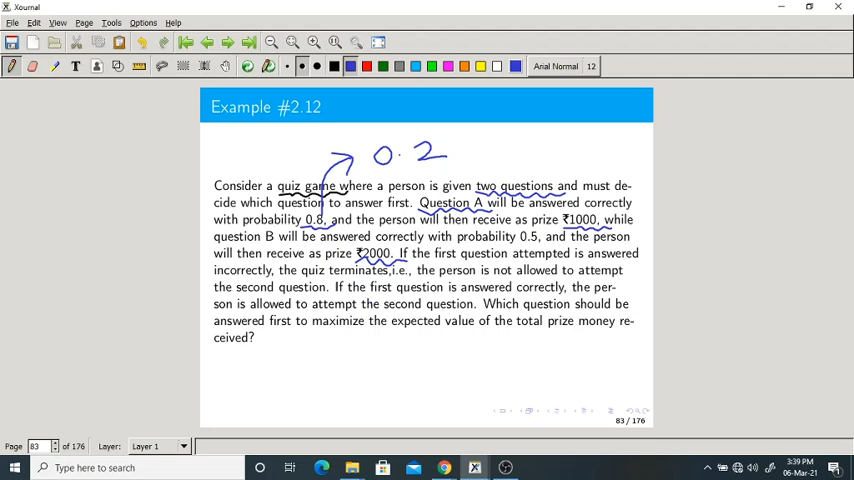 Xournal
File Edit View Page Tools Options Help
Arial Normal 12
Example #2.12
0.2
Consider a quiz game where a person is given two questions and must de-
cide which question to answer first. Question A will be answered correctly
with probability 0.8, and the person will then receive as prize ₹1000, while
question B will be answered correctly with probability 0.5, and the person
will then receive as prize ₹2000. If the first question attempted is answered
incorrectly, the quiz terminates,i.e., the person is not allowed to attempt
the second question. If the first question is answered correctly, the per-
son is allowed to attempt the second question. Which question should be
answered first to maximize the expected value of the total prize money re-
ceived?
83 / 176
Page 83 of 176 Layer: Layer 1
Type here to search
3:39 PM
06-Mar-21